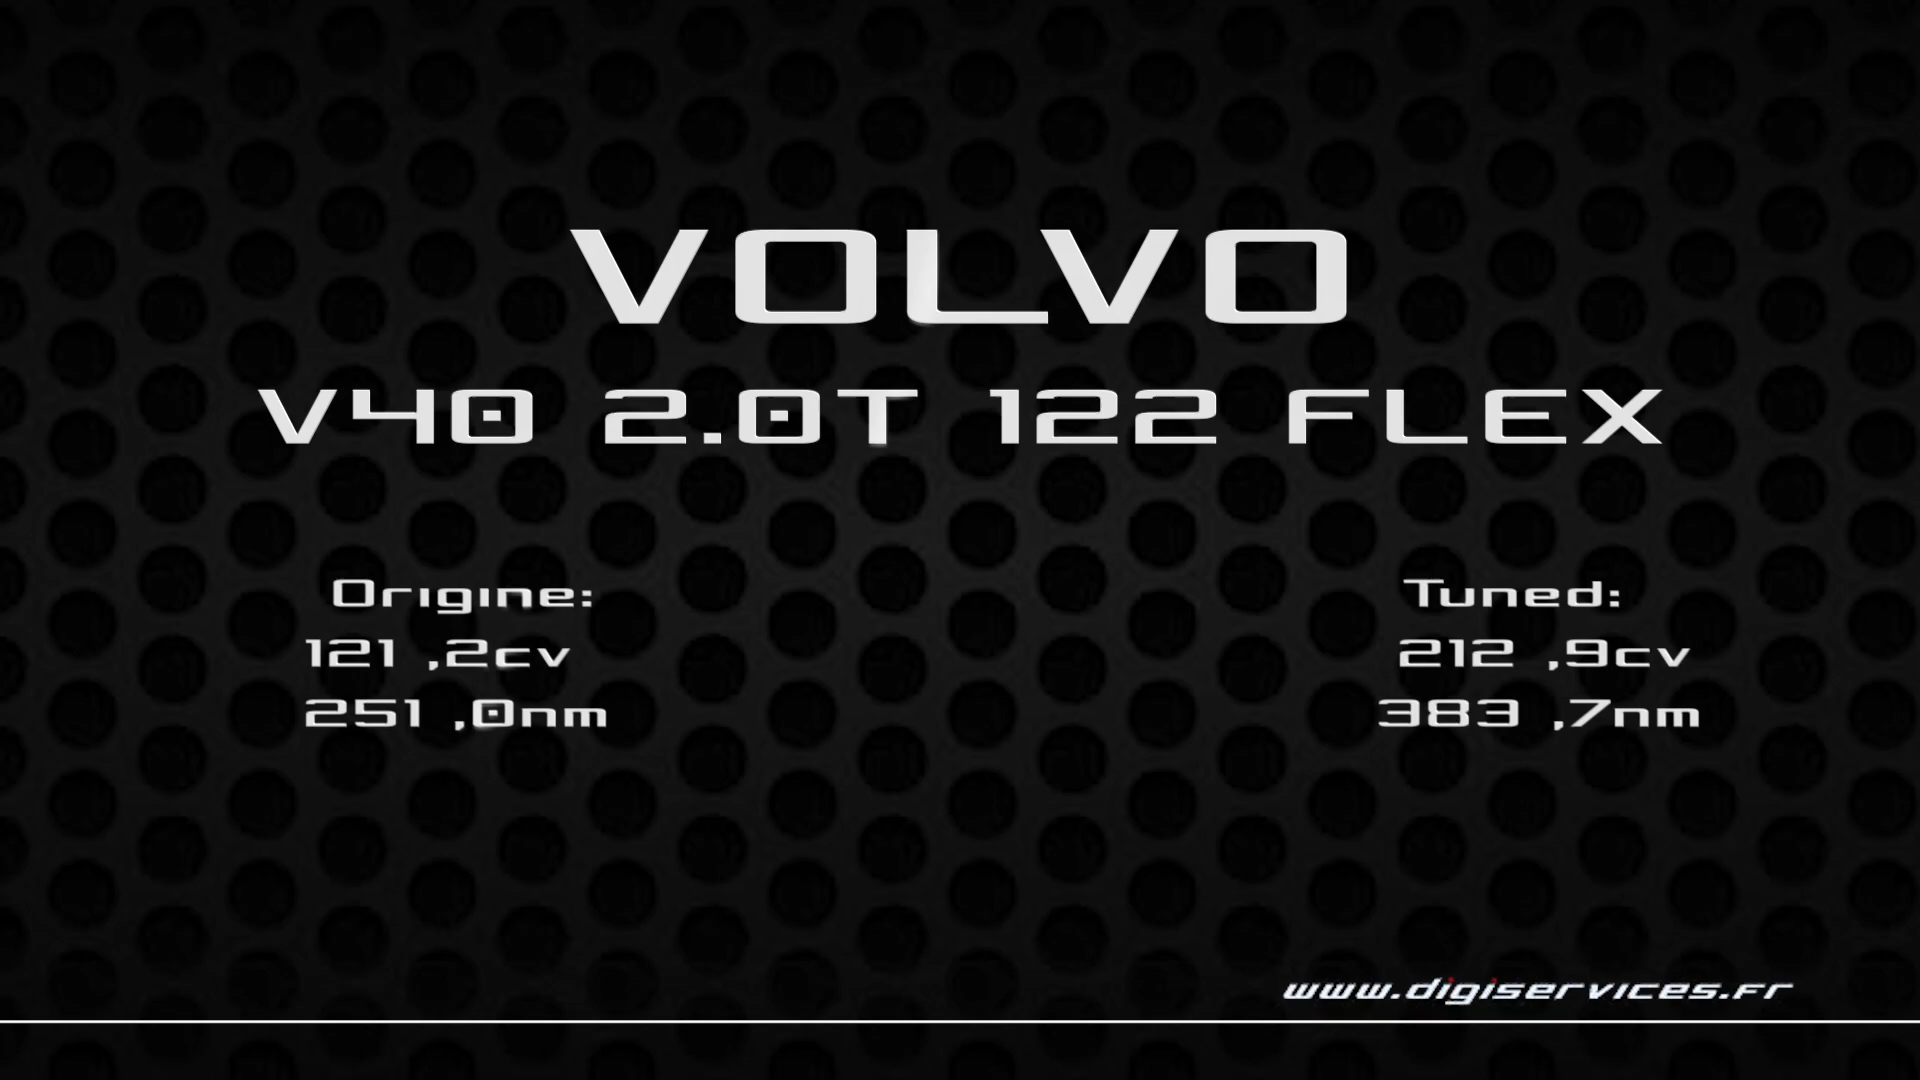 VOLVO
V40 2.0T 122 FLEX
Origine:
121 ,2cv
251 ,0nm
Tuned:
212 ,9cv
383 ,7nm
www.digiservices.fr